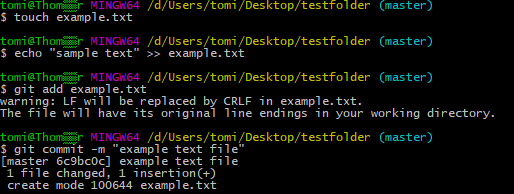 tomi@Thom▒▒r MINGW64 /d/Users/tomi/Desktop/testfolder (master)
$ touch example.txt
tomi@Thom▒▒r MINGW64 /d/Users/tomi/Desktop/testfolder (master)
$ echo "sample text" >> example.txt
tomi@Thom▒▒r MINGW64 /d/Users/tomi/Desktop/testfolder (master)
$ git add example.txt
warning: LF will be replaced by CRLF in example.txt.
The file will have its original line endings in your working directory.
tomi@Thom▒▒r MINGW64 /d/Users/tomi/Desktop/testfolder (master)
$ git commit -m "example text file"
[master 6c9bc0c] example text file
 1 file changed, 1 insertion(+)
 create mode 100644 example.txt